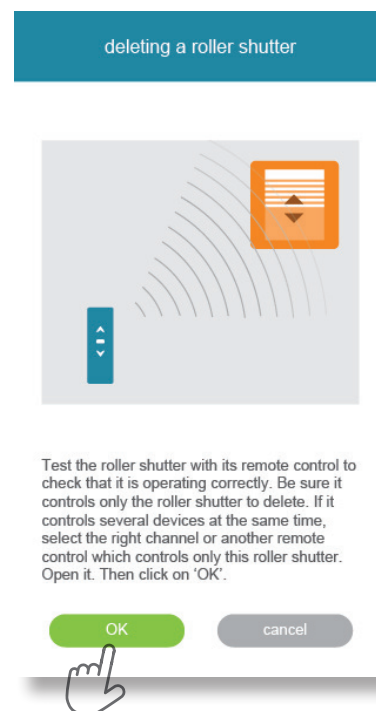 deleting a roller shutter
Test the roller shutter with its remote control to
check that it is operating correctly. Be sure it
controls only the roller shutter to delete. If it
controls several devices at the same time,
select the right channel or another remote
control which controls only this roller shutter.
Open it. Then click on ‘OK’.
OK
cancel